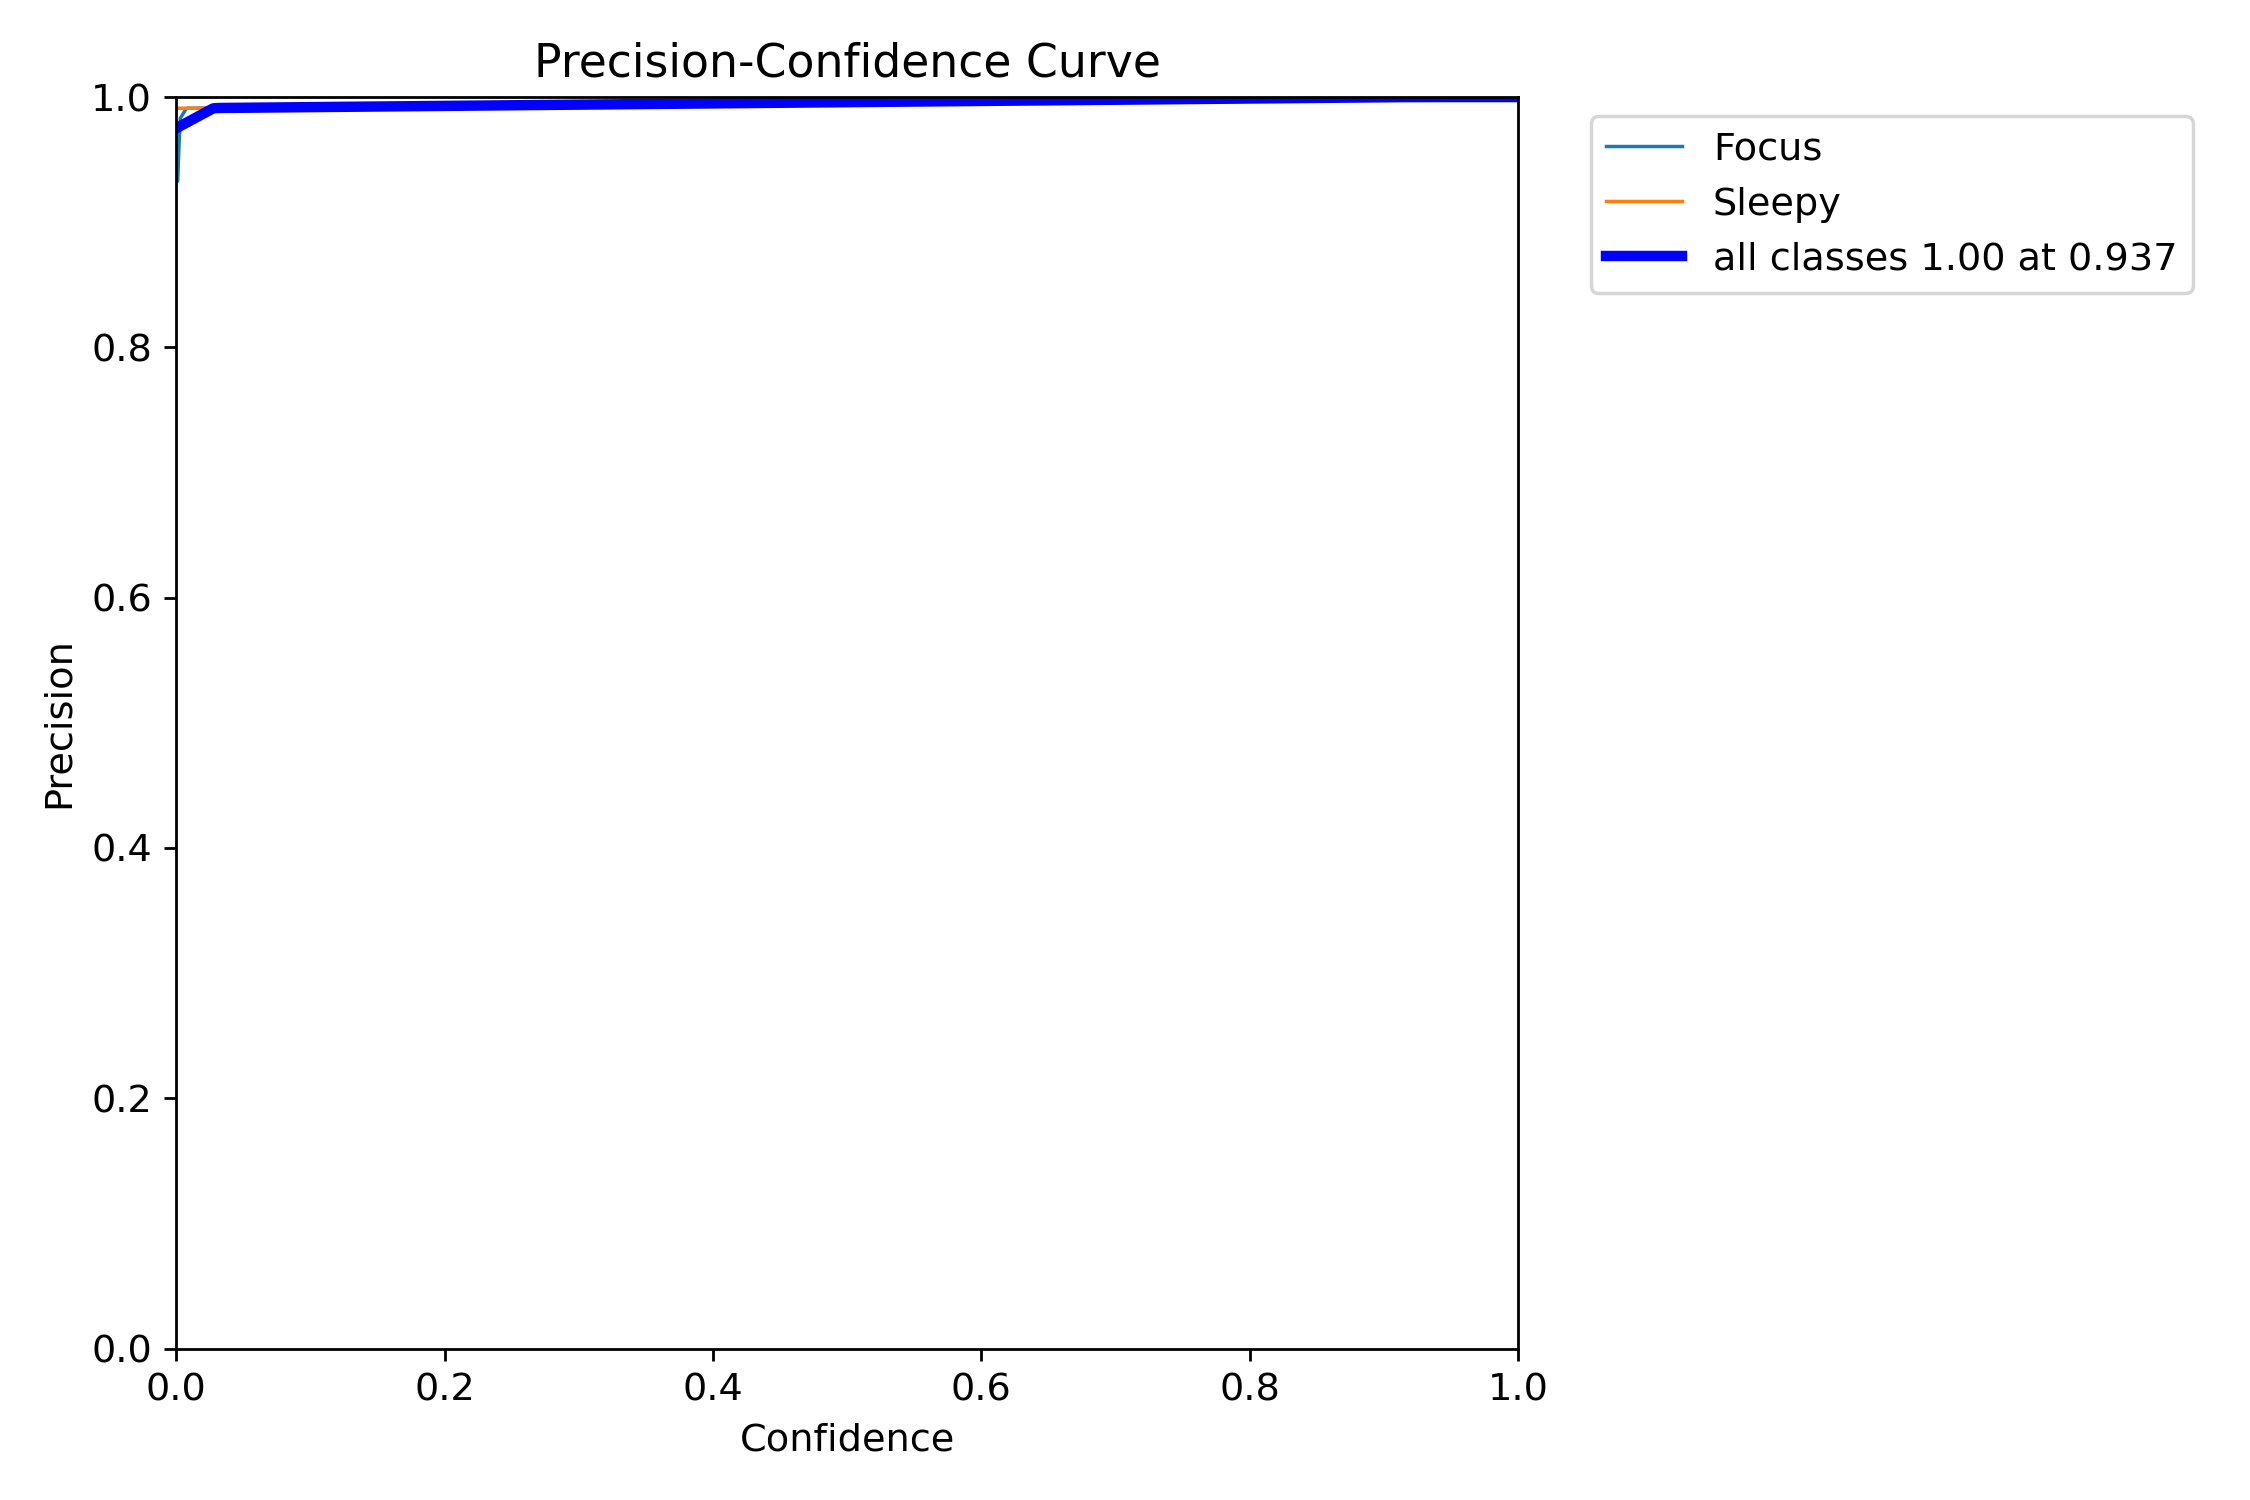 Precision-Confidence Curve
Focus
Sleepy
all classes 1.00 at 0.937
1.0
0.8
0.6
0.4
0.2
0.0
Precision
0.0 0.2 0.4 0.6 0.8 1.0
Confidence